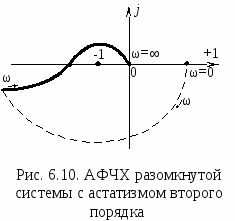 j
-1 ω=∞ +1
0 ω=0
ω→
ω
Рис. 6.10. АФЧХ разомкнутой
системы с астатизмом второго
порядка